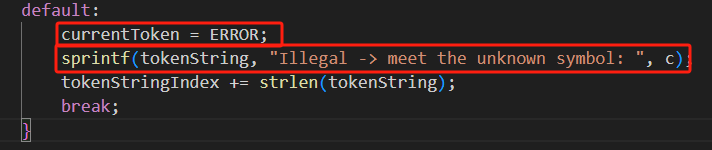 default:
currentToken = ERROR;
sprintf(tokenString, "Illegal -> meet the unknown symbol: ", c);
tokenStringIndex += strlen(tokenString);
break;
}